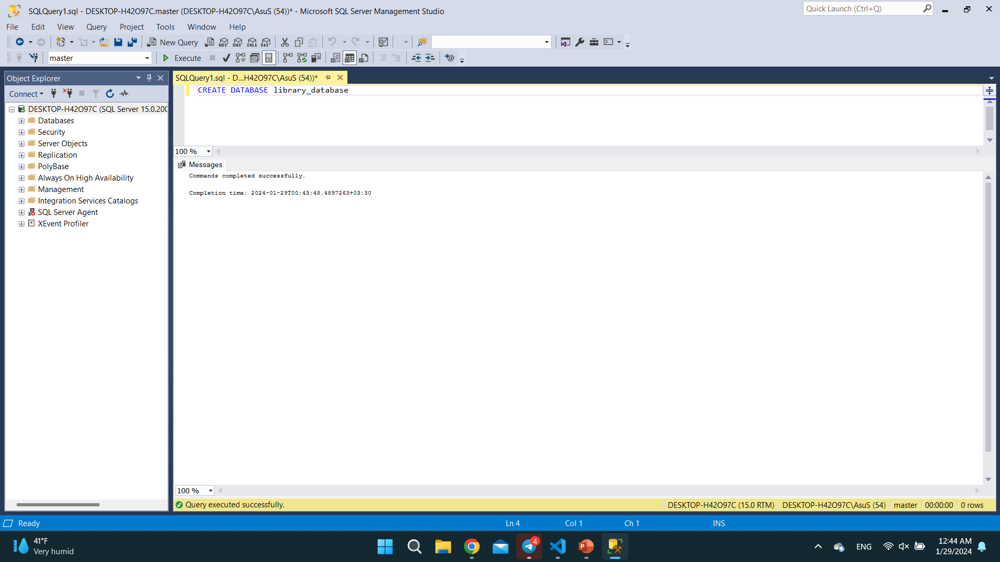 SQLQuery1.sql - DESKTOP-H42O97C.master (DESKTOP-H42O97C\AsuS (54))* - Microsoft SQL Server Management Studio
Quick Launch (Ctrl+Q)
File Edit View Query Project Tools Window Help
New Query MDX DMX XMLA DAX
master Execute
Object Explorer
SQLQuery1.sql - D...H42O97C\AsuS (54))*
Connect
CREATE DATABASE library_database
DESKTOP-H42O97C (SQL Server 15.0.200
Databases
Security
Server Objects
Replication
PolyBase
Always On High Availability
Management
Integration Services Catalogs
SQL Server Agent
XEvent Profiler
100 %
Messages
Commands completed successfully.
Completion time: 2024-01-29T00:43:48.4897263+03:30
100 %
Query executed successfully. DESKTOP-H42O97C (15.0 RTM) DESKTOP-H42O97C\AsuS (54) master 00:00:00 0 rows
Ready Ln 4 Col 1 Ch 1 INS
41°F
Very humid
4
ENG
12:44 AM
1/29/2024